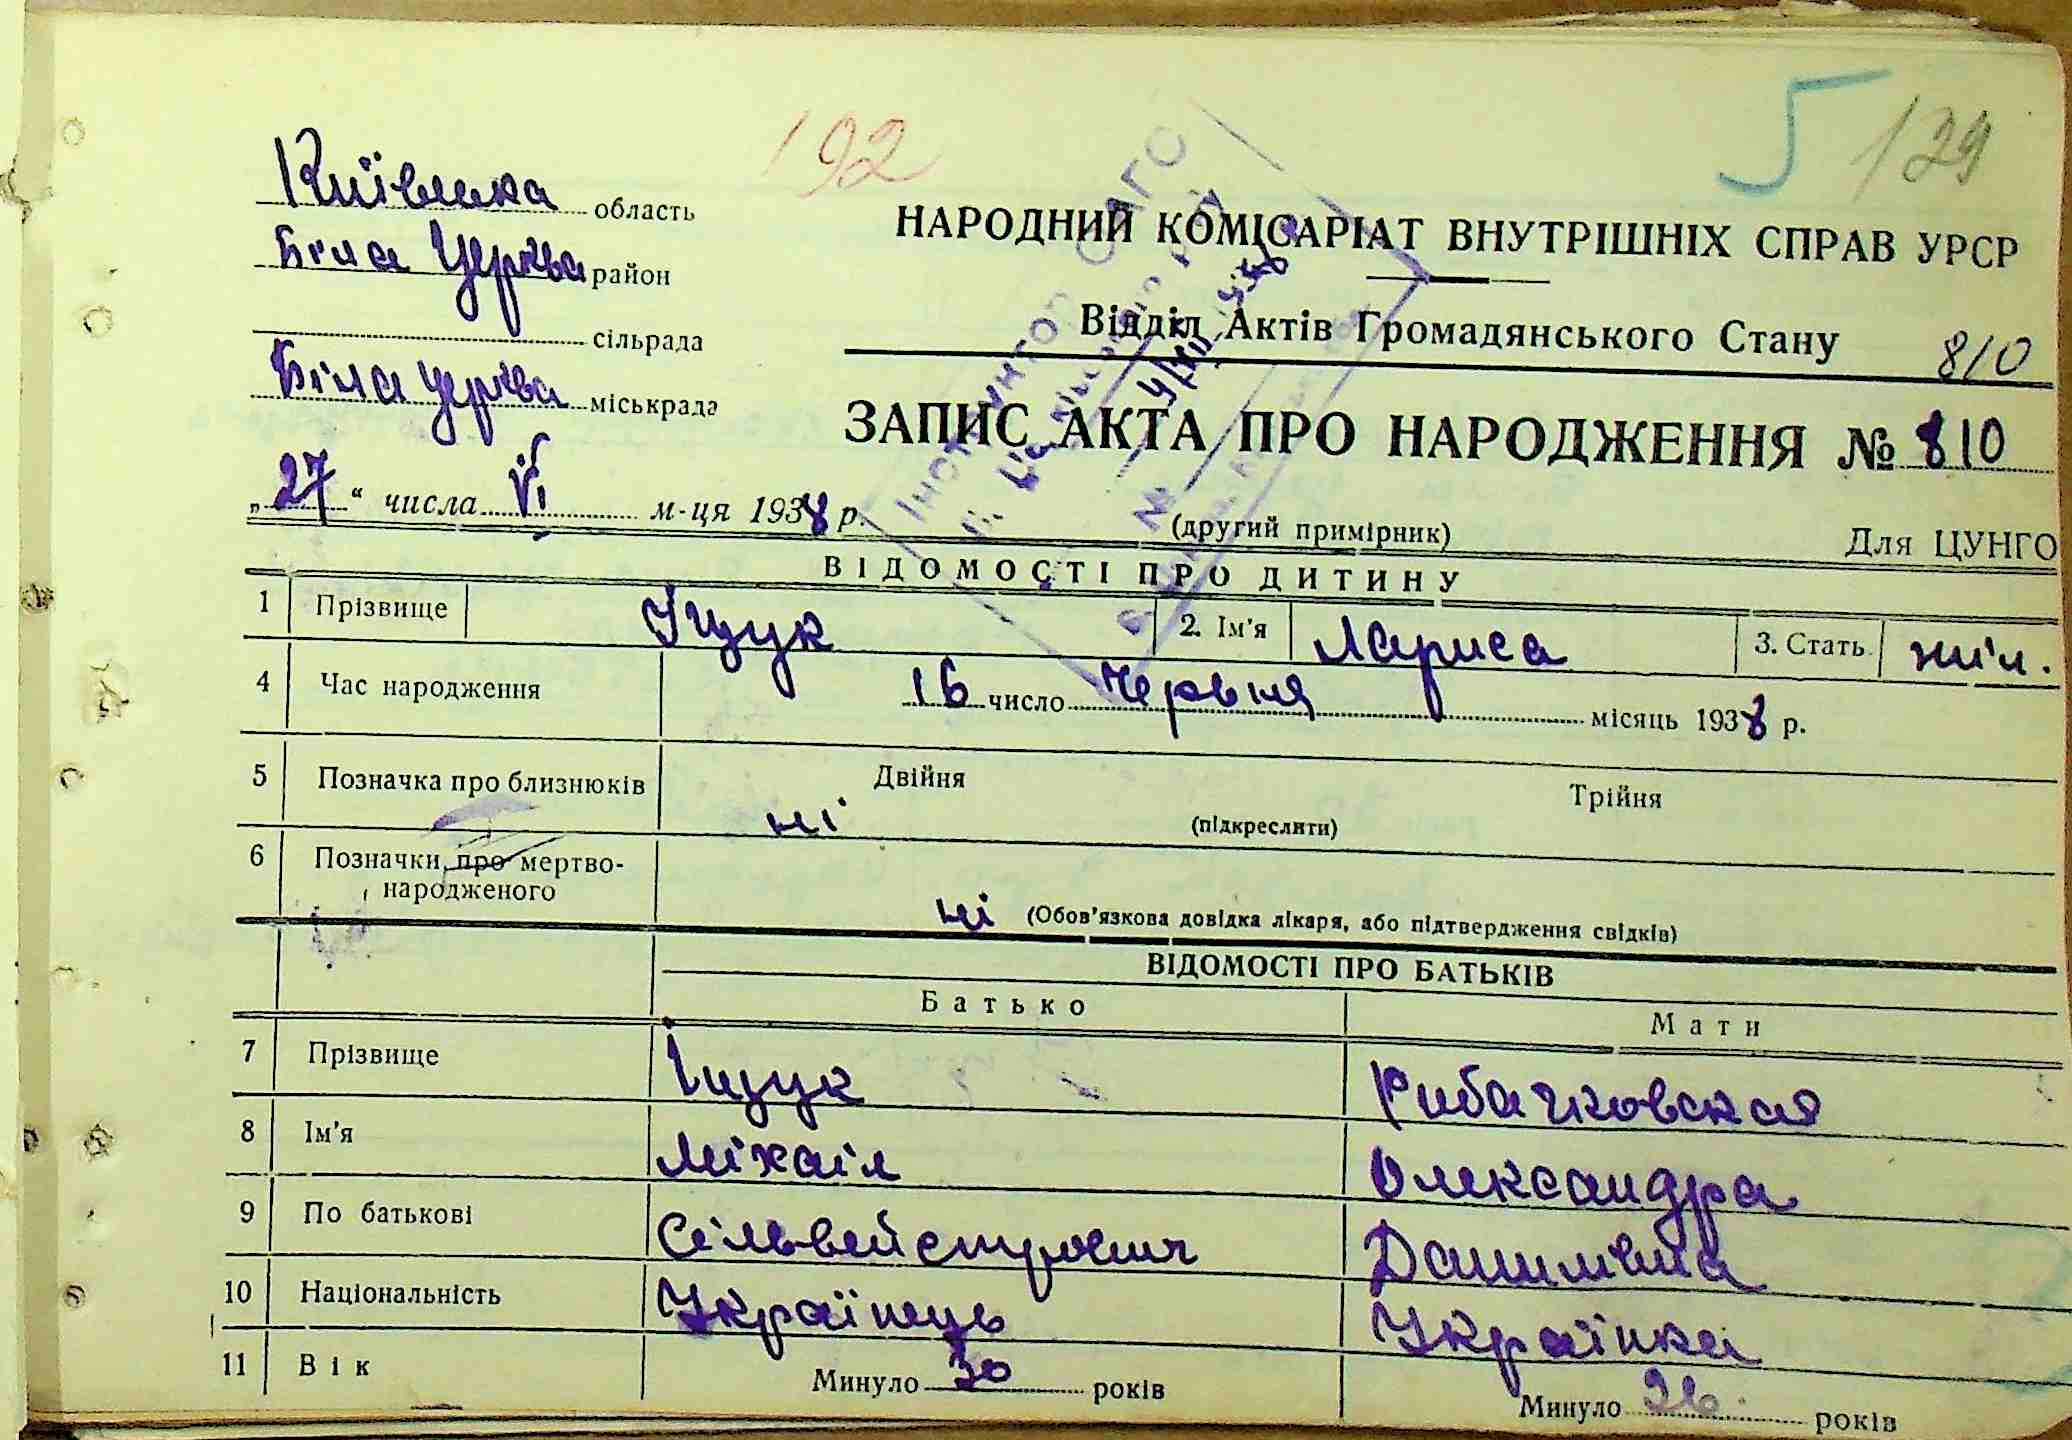 192
5 /29
Київська область
Біла Церква район
сільрада
Біла церква міськрада
"27" числа VI м-ця 1938 р.
НАРОДНИЙ КОМІСАРІАТ ВНУТРІШНІХ СПРАВ УРСР
Відділ Актів Громадянського Стану
810
ЗАПИС АКТА ПРО НАРОДЖЕННЯ № 810
(другий примірник)
Для ЦУНГО
ВІДОМОСТІ ПРО ДИТИНУ
1 Прізвище Іщук 2. Ім'я Лариса 3. Стать жін.
4 Час народження 16 число червня місяць 1938 р.
5 Позначка про близнюків Двійня Трійня
ні (підкреслити)
6 Позначки про мертво-
народженого
ні (Обов'язкова довідка лікаря, або підтвердження свідків)
ВІДОМОСТІ ПРО БАТЬКІВ
Батько Мати
7 Прізвище Іщук Рибачковская
8 Ім'я Міхаіл Олександра
9 По батькові Сільвейстрович Данилівна
10 Національність Українець Українка
11 Вік Минуло 30 років Минуло 26 років